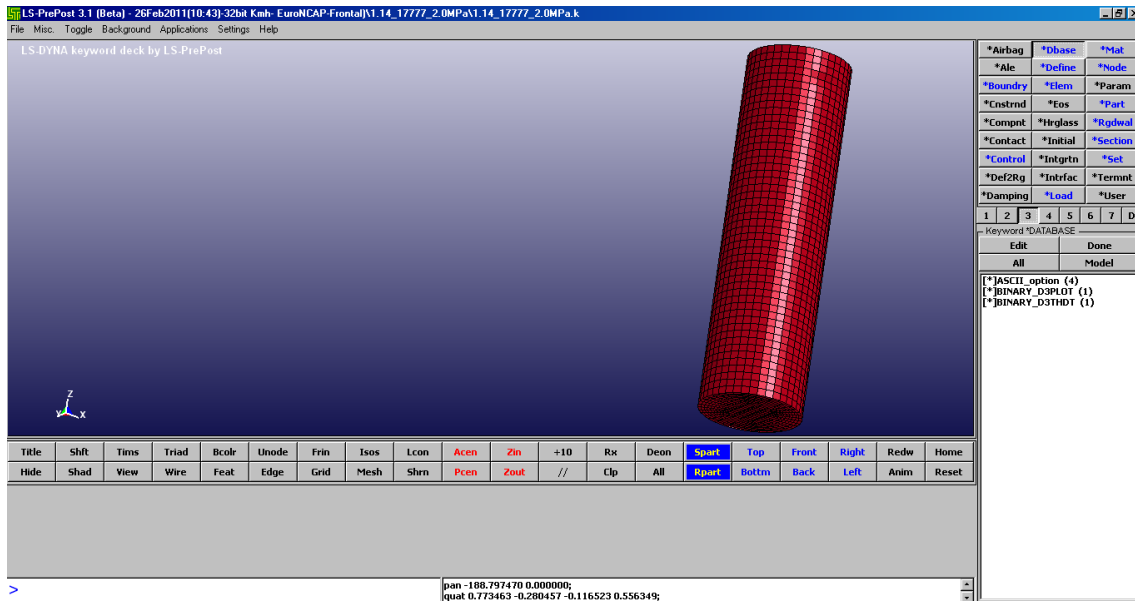 LS-PrePost 3.1 (Beta) - 26Feb2011(10:43)-32bit Kmh- EuroNCAP-Frontal)\1.14_17777_2.0MPa\1.14_17777_2.0MPa.k
File Misc. Toggle Background Applications Settings Help
LS-DYNA keyword deck by LS-PrePost
*Airbag *Dbase *Mat
*Ale *Define *Node
*Boundry *Elem *Param
*Cnstrnd *Eos *Part
*Compnt *Hrglass *Rgdwal
*Contact *Initial *Section
*Control *Intgrtn *Set
*Def2Rg *Intrfac *Termnt
*Damping *Load *User
1 2 3 4 5 6 7 D
Keyword *DATABASE
Edit Done
All Model
[*]ASCII_option (4)
[*]BINARY_D3PLOT (1)
[*]BINARY_D3THDT (1)
Z
Y X
Title Shft Tims Triad Bcolr Unode Frin Isos Lcon Acen Zin +10 Rx Deon Spart Top Front Right Redw Home
Hide Shad View Wire Feat Edge Grid Mesh Shrn Pcen Zout // Clp All Rpart Bottm Back Left Anim Reset
>
pan -188.797470 0.000000;
quat 0.773463 -0.280457 -0.116523 0.556349;